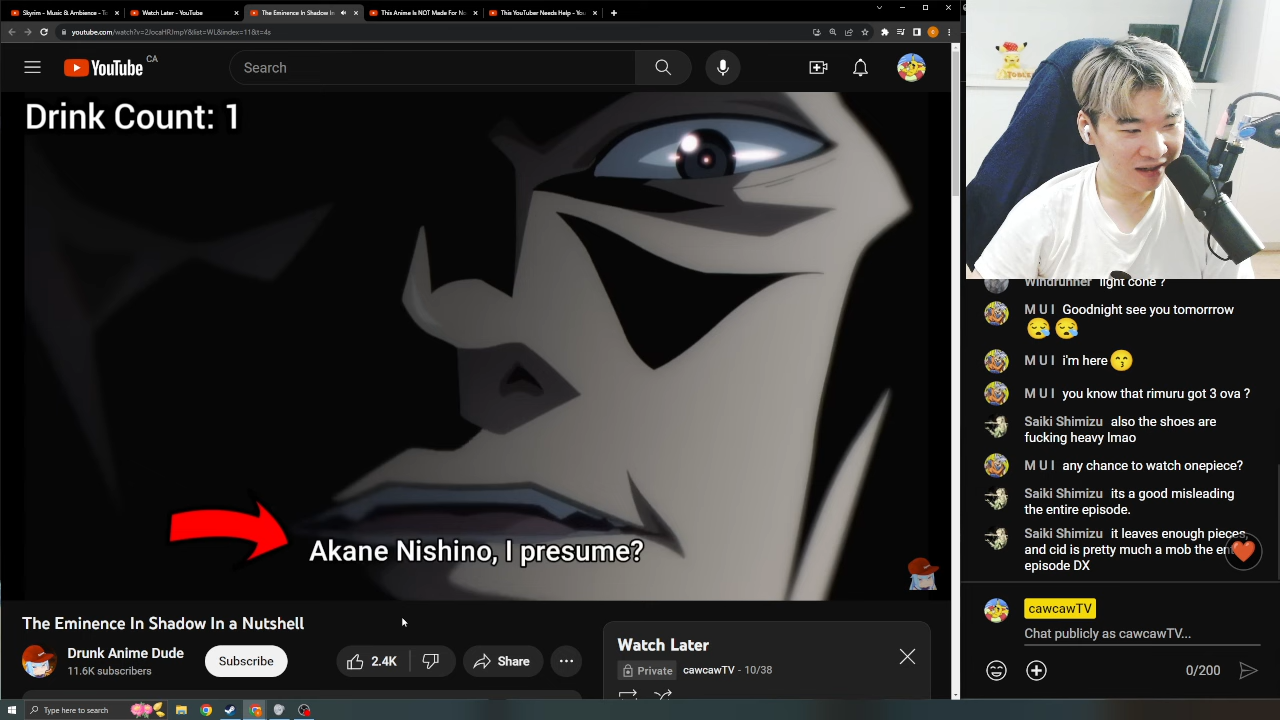 Skyrim - Music & Ambience - T
Watch Later - YouTube
The Eminence In Shadow In
This Anime Is NOT Made For No
This YouTuber Needs Help - You
youtube.com/watch?v=2JocaHRJmpY&list=WL&index=11&t=4s
YouTube CA
Search
Drink Count: 1
Akane Nishino, I presume?
The Eminence In Shadow In a Nutshell
Drunk Anime Dude
11.6K subscribers
Subscribe
2.4K
Share
Watch Later
Private
cawcawTV - 10/38
Windrunner light cone ?
M U I Goodnight see you tomorrrow
M U I i'm here
M U I you know that rimuru got 3 ova ?
Saiki Shimizu also the shoes are
fucking heavy lmao
M U I any chance to watch onepiece?
Saiki Shimizu its a good misleading
the entire episode.
Saiki Shimizu it leaves enough pieces,
and cid is pretty much a mob the
episode DX
cawcawTV
Chat publicly as cawcawTV...
0/200
Type here to search